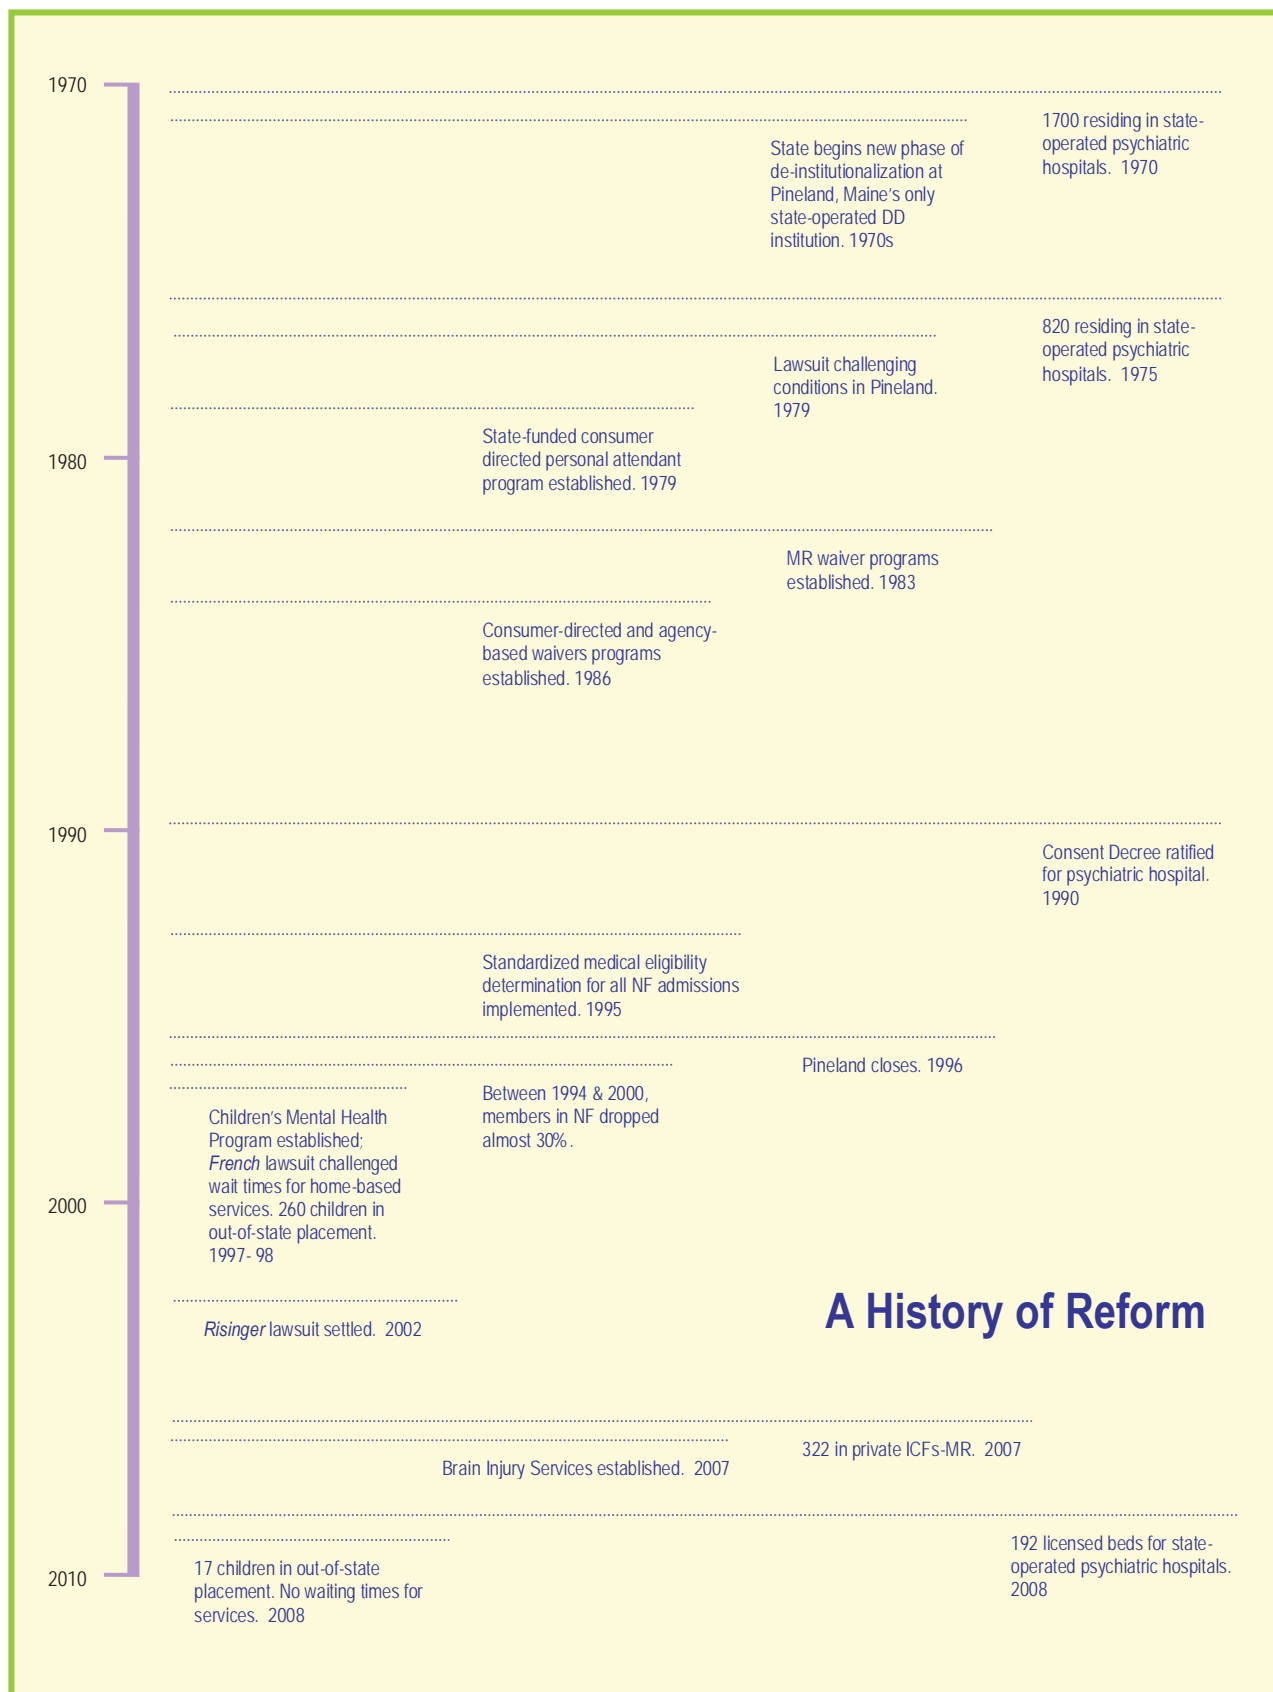 1970
1700 residing in state-
operated psychiatric
hospitals.  1970
State begins new phase of
de-institutionalization at
Pineland, Maine's only
state-operated DD
institution. 1970s
820 residing in state-
operated psychiatric
hospitals.  1975
Lawsuit challenging
conditions in Pineland.
1979
State-funded consumer
directed personal attendant
program established. 1979
1980
MR waiver programs
established. 1983
Consumer-directed and agency-
based waivers programs
established. 1986
1990
Consent Decree ratified
for psychiatric hospital.
1990
Standardized medical eligibility
determination for all NF admissions
implemented. 1995
Pineland closes. 1996
Between 1994 & 2000,
members in NF dropped
almost 30%.
Children's Mental Health
Program established;
French lawsuit challenged
wait times for home-based
services. 260 children in
out-of-state placement.
1997- 98
2000
A History of Reform
Risinger lawsuit settled.  2002
322 in private ICFs-MR.  2007
Brain Injury Services established.  2007
192 licensed beds for state-
operated psychiatric hospitals.
2008
17 children in out-of-state
placement. No waiting times for
services.  2008
2010